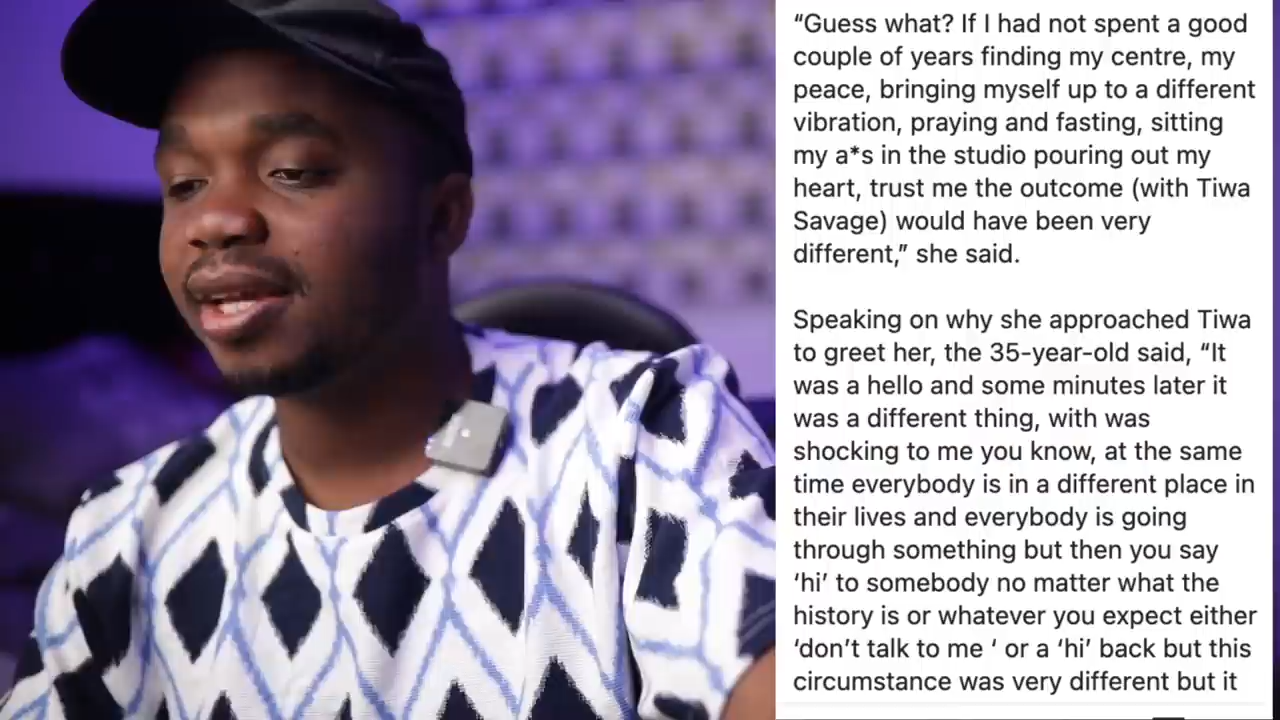 “Guess what? If I had not spent a good
couple of years finding my centre, my
peace, bringing myself up to a different
vibration, praying and fasting, sitting
my a*s in the studio pouring out my
heart, trust me the outcome (with Tiwa
Savage) would have been very
different,” she said.
Speaking on why she approached Tiwa
to greet her, the 35-year-old said, “It
was a hello and some minutes later it
was a different thing, with was
shocking to me you know, at the same
time everybody is in a different place in
their lives and everybody is going
through something but then you say
‘hi’ to somebody no matter what the
history is or whatever you expect either
‘don’t talk to me ‘ or a ‘hi’ back but this
circumstance was very different but it